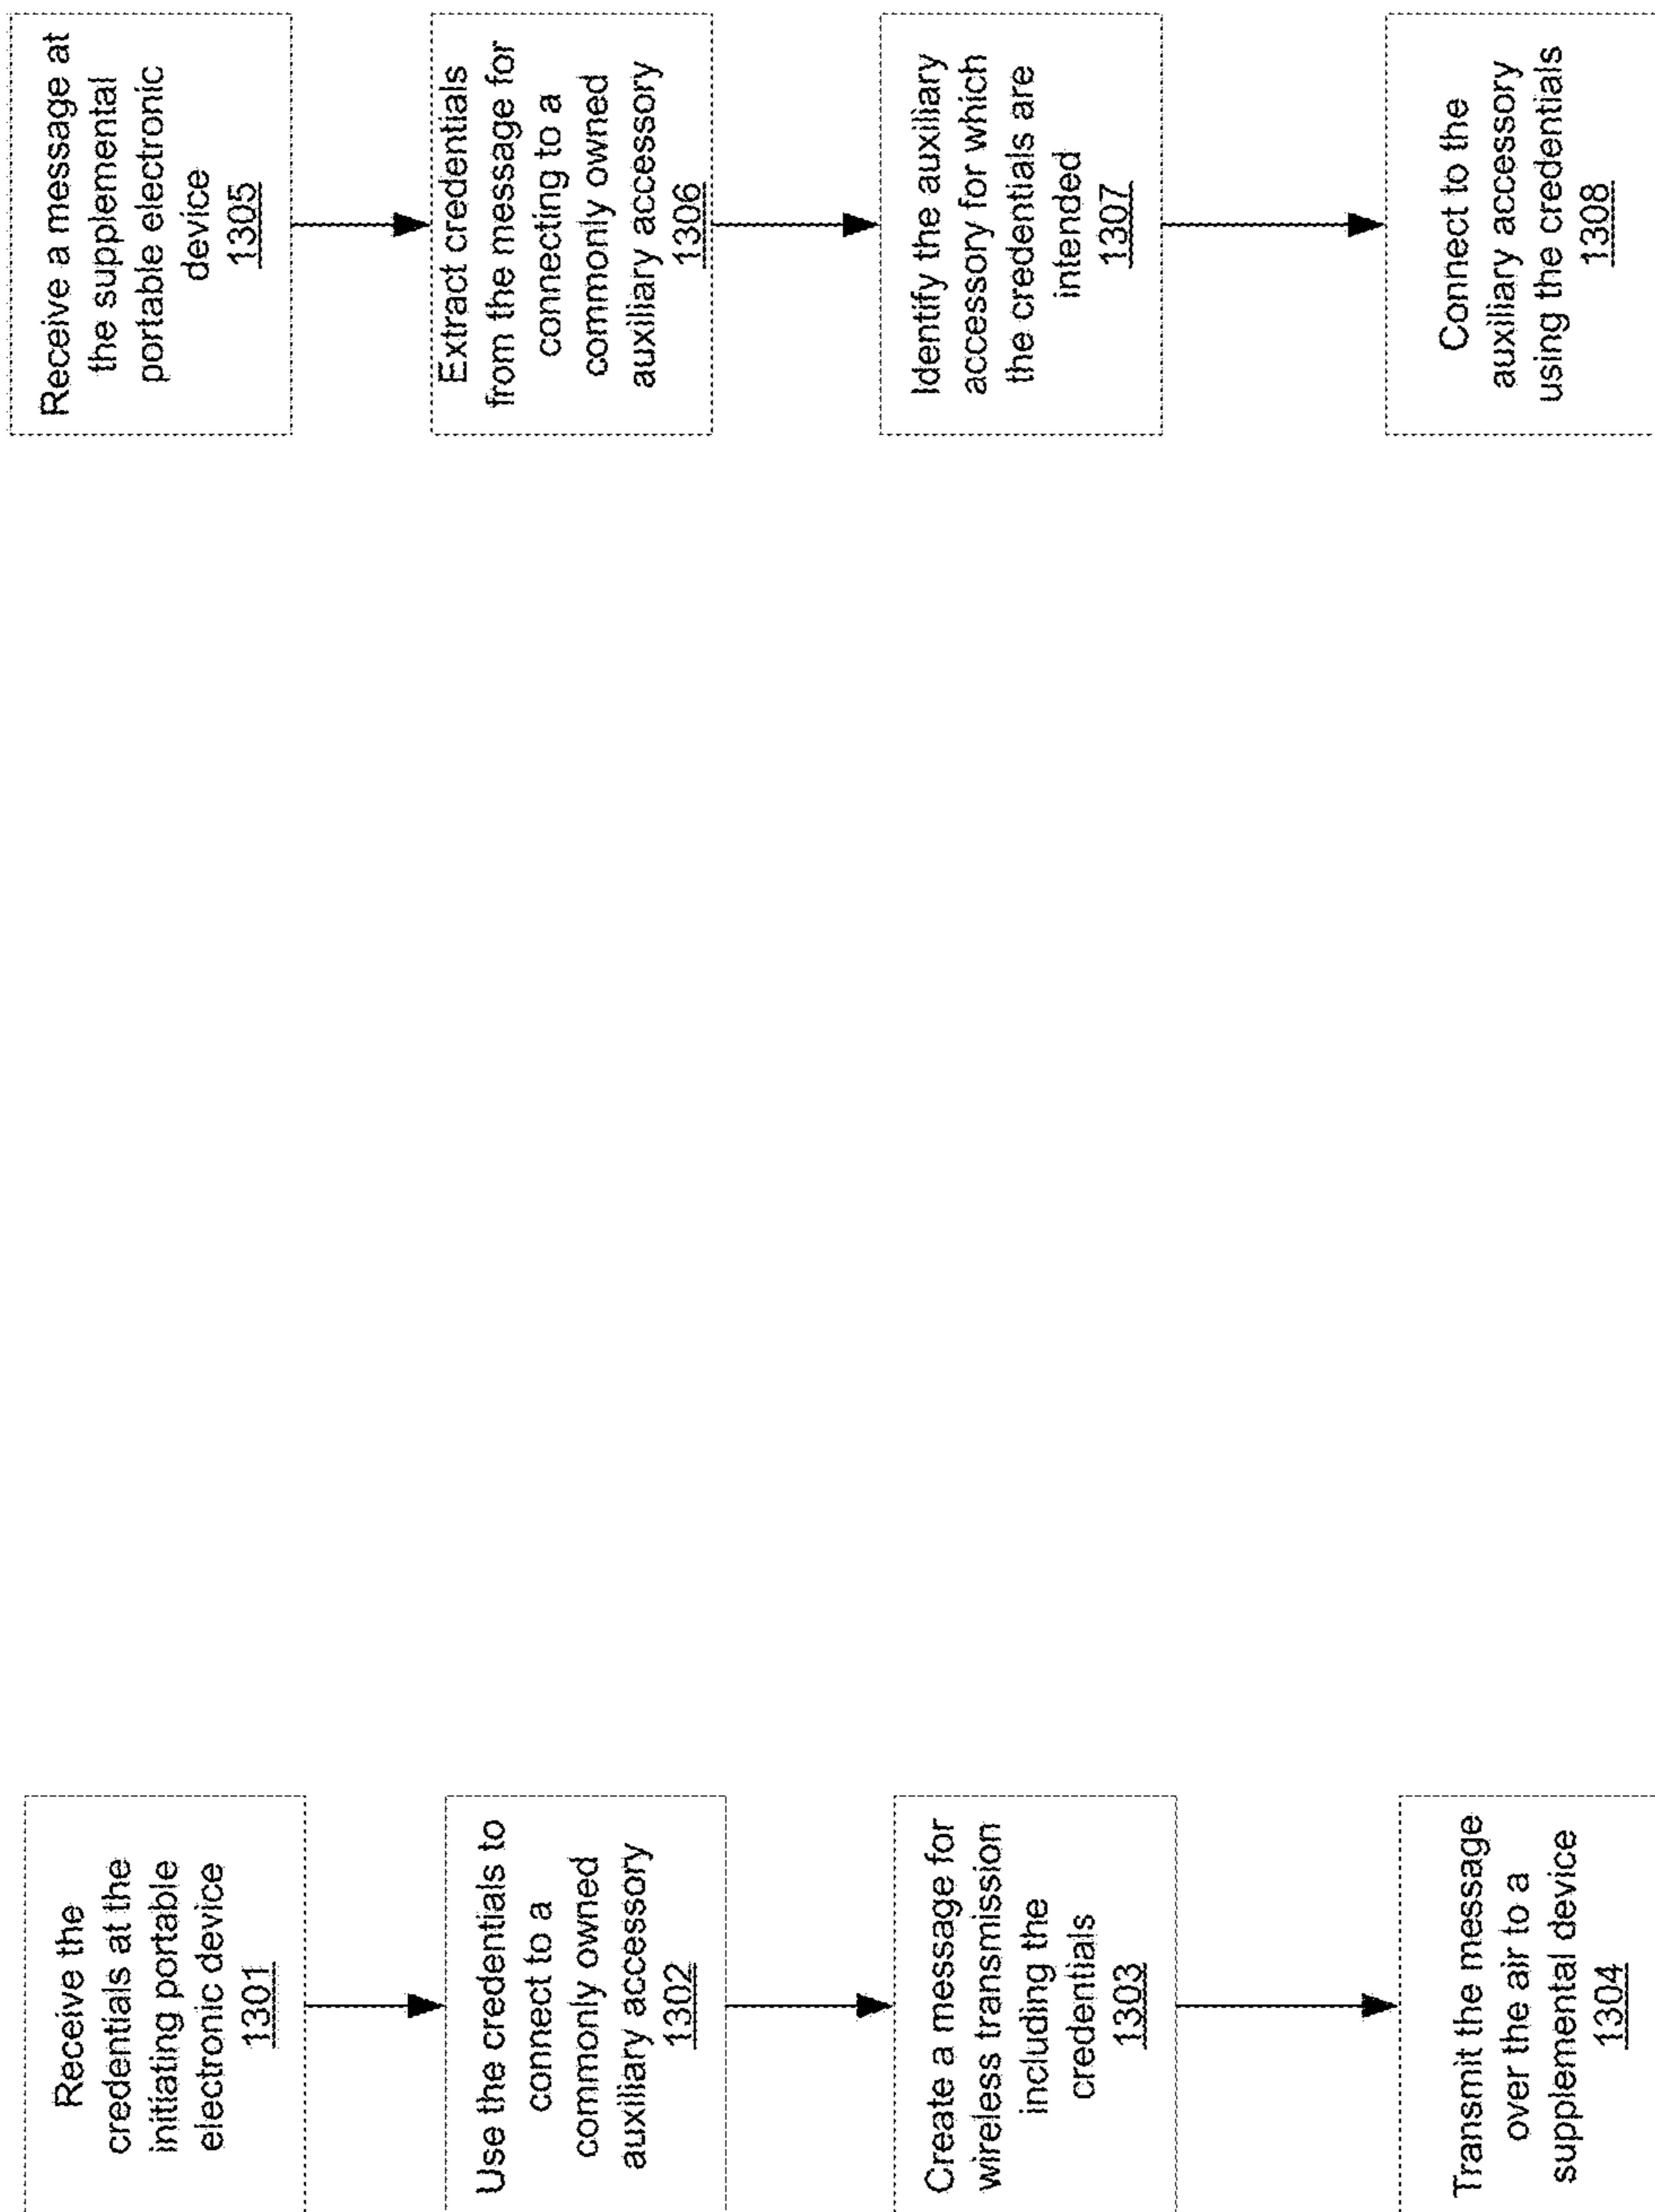 Receive the
credentials at the
initiating portable
electronic device
1301
Use the credentials to
connect to a
commonly owned
auxiliary accessory
1302
Create a message for
wireless transmission
including the
credentials
1303
Transmit the message
over the air to a
supplemental device
1304
Receive a message at
the supplemental
portable electronic
device
1305
Extract credentials
from the message for
connecting to a
commonly owned
auxiliary accessory
1306
Identify the auxiliary
accessory for which
the credentials are
intended
1307
Connect to the
auxiliary accessory
using the credentials
1308